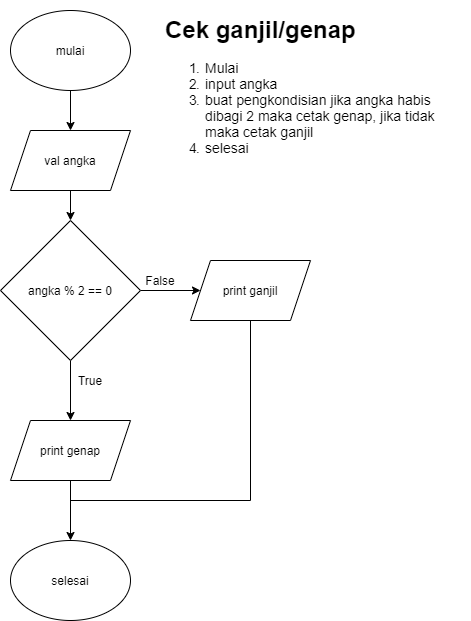 Cek ganjil/genap
1. Mulai
2. input angka
3. buat pengkondisian jika angka habis
dibagi 2 maka cetak genap, jika tidak
maka cetak ganjil
4. selesai
mulai
val angka
angka % 2 == 0
False
print ganjil
True
print genap
selesai